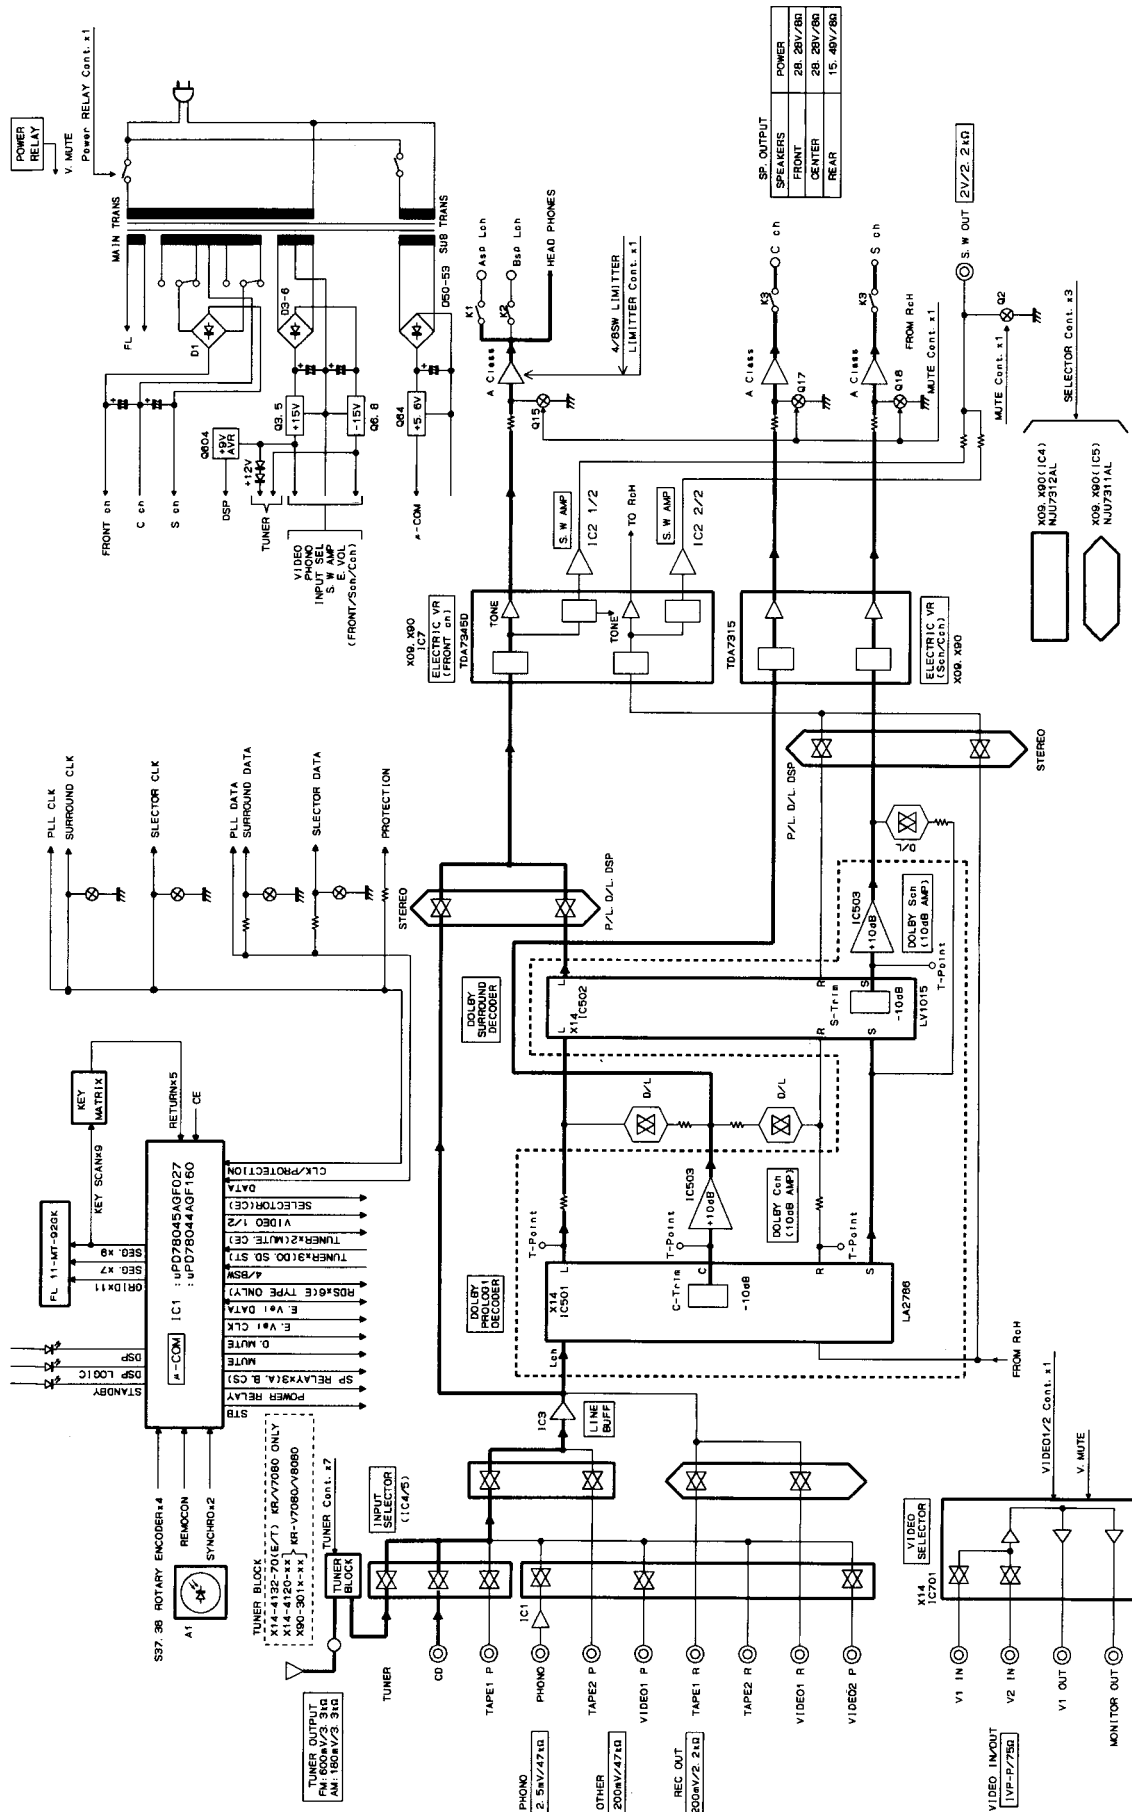 POWER
RELAY
V. MUTE
Power RELAY Cont. x1
MAIN TRANS
SUB TRANS
FL
D1
D3-6
D50-53
FRONT ch
C ch
S ch
DSP
Q604
+9V
AVR
+12V
TUNER
Q3. 5
+15V
-15V
Q6. 8
Q64
+5. 6V
VIDEO
PHONO
INPUT SEL
S. W AMP
E. VOL
(FRONT/Sch/Cch)
μ-COM
SP. OUTPUT
SPEAKERS
POWER
FRONT
28. 28V/8Ω
CENTER
28. 28V/8Ω
REAR
15. 49V/8Ω
K1
Asp Lch
K2
Bsp Lch
HEAD PHONES
A Class
4/8SW LIMITTER
LIMITTER Cont. x1
Q15
K3
C ch
A Class
Q17
K3
S ch
A Class
Q18
FROM RcH
MUTE Cont. x1
S. W OUT
2V/2. 2kΩ
Q2
MUTE Cont. x1
SELECTOR Cont. x3
X09. X90(IC4)
NJU7312AL
X09. X90(IC5)
NJU7311AL
X09. X90
IC7
ELECTRIC VR
(FRONT ch)
TDA7345D
TONE
TONE
S. W AMP
IC2 1/2
TO RcH
S. W AMP
IC2 2/2
TDA7315
ELECTRIC VR
(Sch/Cch)
X09. X90
PLL CLK
SURROUND CLK
SLECTOR CLK
PLL DATA
SURROUND DATA
SLECTOR DATA
PROTECTION
STEREO
P/L. D/L. DSP
P/L. D/L. DSP
STEREO
KEY
MATRIX
KEY SCANx9
RETURNx5
CE
FL 11-MT-92GK
SEG. x9
SEG. x7
GRIDx11
DSP
DSP LOGIC
STANDBY
μ-COM
IC1 :uPD78045AGF027
:uPD78044AGF160
CLK/PROTECTION
DATA
SELECTOR(CE)
VIDEO 1/2
TUNERx2(MUTE. CE)
TUNERx3(DO. SD. ST)
4/8SW
RDSx6(E TYPE ONLY)
E. Vol DATA
E. Vol CLK
D. MUTE
MUTE
SP RELAYx3(A. B. CS)
POWER RELAY
STB
S37. 38 ROTARY ENCODERx4
REMOCON
SYNCHROx2
A1
DOLBY
SURROUND
DECODER
X14
IC502
L
L
R
R
S
S
S-Trim
-10dB
LV1015
T-Point
IC503
+10dB
DOLBY Sch
(10dB AMP)
D/L
D/L
D/L
IC503
+10dB
DOLBY Cch
(10dB AMP)
T-Point
T-Point
T-Point
DOLBY
PROLOGI
DECODER
X14
IC501
Lch
L
C-Trim
C
-10dB
R
S
LA2786
FROM RcH
IC3
LINE
BUFF
TUNER BLOCK
X14-4132-70(E/T) KR/V7080 ONLY
X14-4120-xx
X90-301x-xx
KR-V7080/V8080
TUNER Cont. x7
TUNER
BLOCK
INPUT
SELECTOR
(IC4/5)
TUNER OUTPUT
FM: 600mV/3. 3kΩ
AM: 180mV/3. 3kΩ
TUNER
CD
TAPE1 P
PHONO
IC1
TAPE2 P
VIDEO1 P
TAPE1 R
TAPE2 R
VIDEO1 R
VIDEO2 P
PHONO
2. 5mV/47kΩ
OTHER
200mV/47kΩ
REC OUT
200mV/2. 2kΩ
VIDEO
SELECTOR
X14
IC701
VIDEO1/2 Cont. x1
V. MUTE
V1 IN
V2 IN
V1 OUT
MONITOR OUT
VIDEO IN/OUT
1VP-P/75Ω